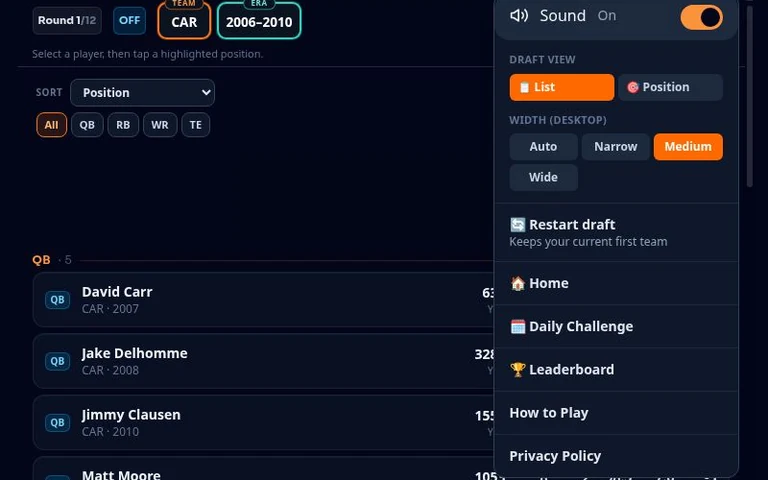 TEAM
ERA
Round 1/12
OFF
CAR
2006–2010
Select a player, then tap a highlighted position.
SORT
Position
All
QB
RB
WR
TE
QB · 5
QB
David Carr
CAR · 2007
QB
Jake Delhomme
CAR · 2008
328
QB
Jimmy Clausen
CAR · 2010
Matt Moore
Sound On
DRAFT VIEW
List
Position
WIDTH (DESKTOP)
Auto
Narrow
Medium
Wide
Restart draft
Keeps your current first team
Home
Daily Challenge
Leaderboard
How to Play
Privacy Policy